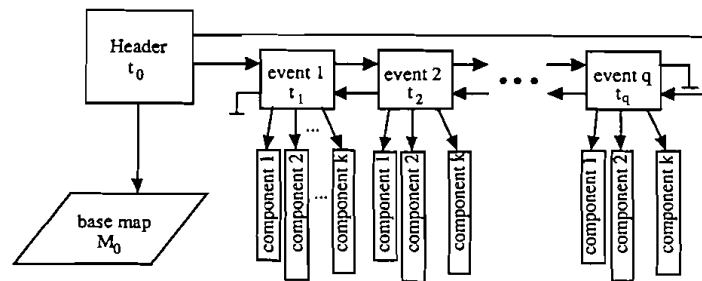 Header
t0
event 1
t1
event 2
t2
• • •
event q
tq
...
component 1
component 2
...
component k
component 1
component 2
component k
component 1
component 2
component k
base map
M0